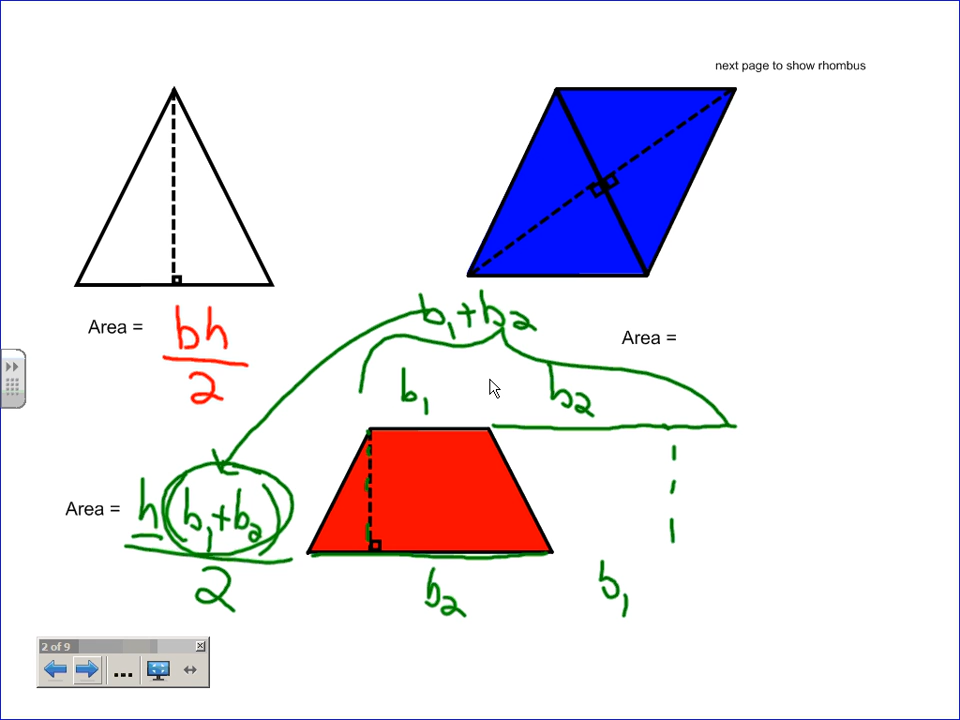 next page to show rhombus
Area = bh
2
b₁+b2
Area =
b₁
b2
Area = h(b₁+b₂)
2
b2
b₁
2 of 9
...